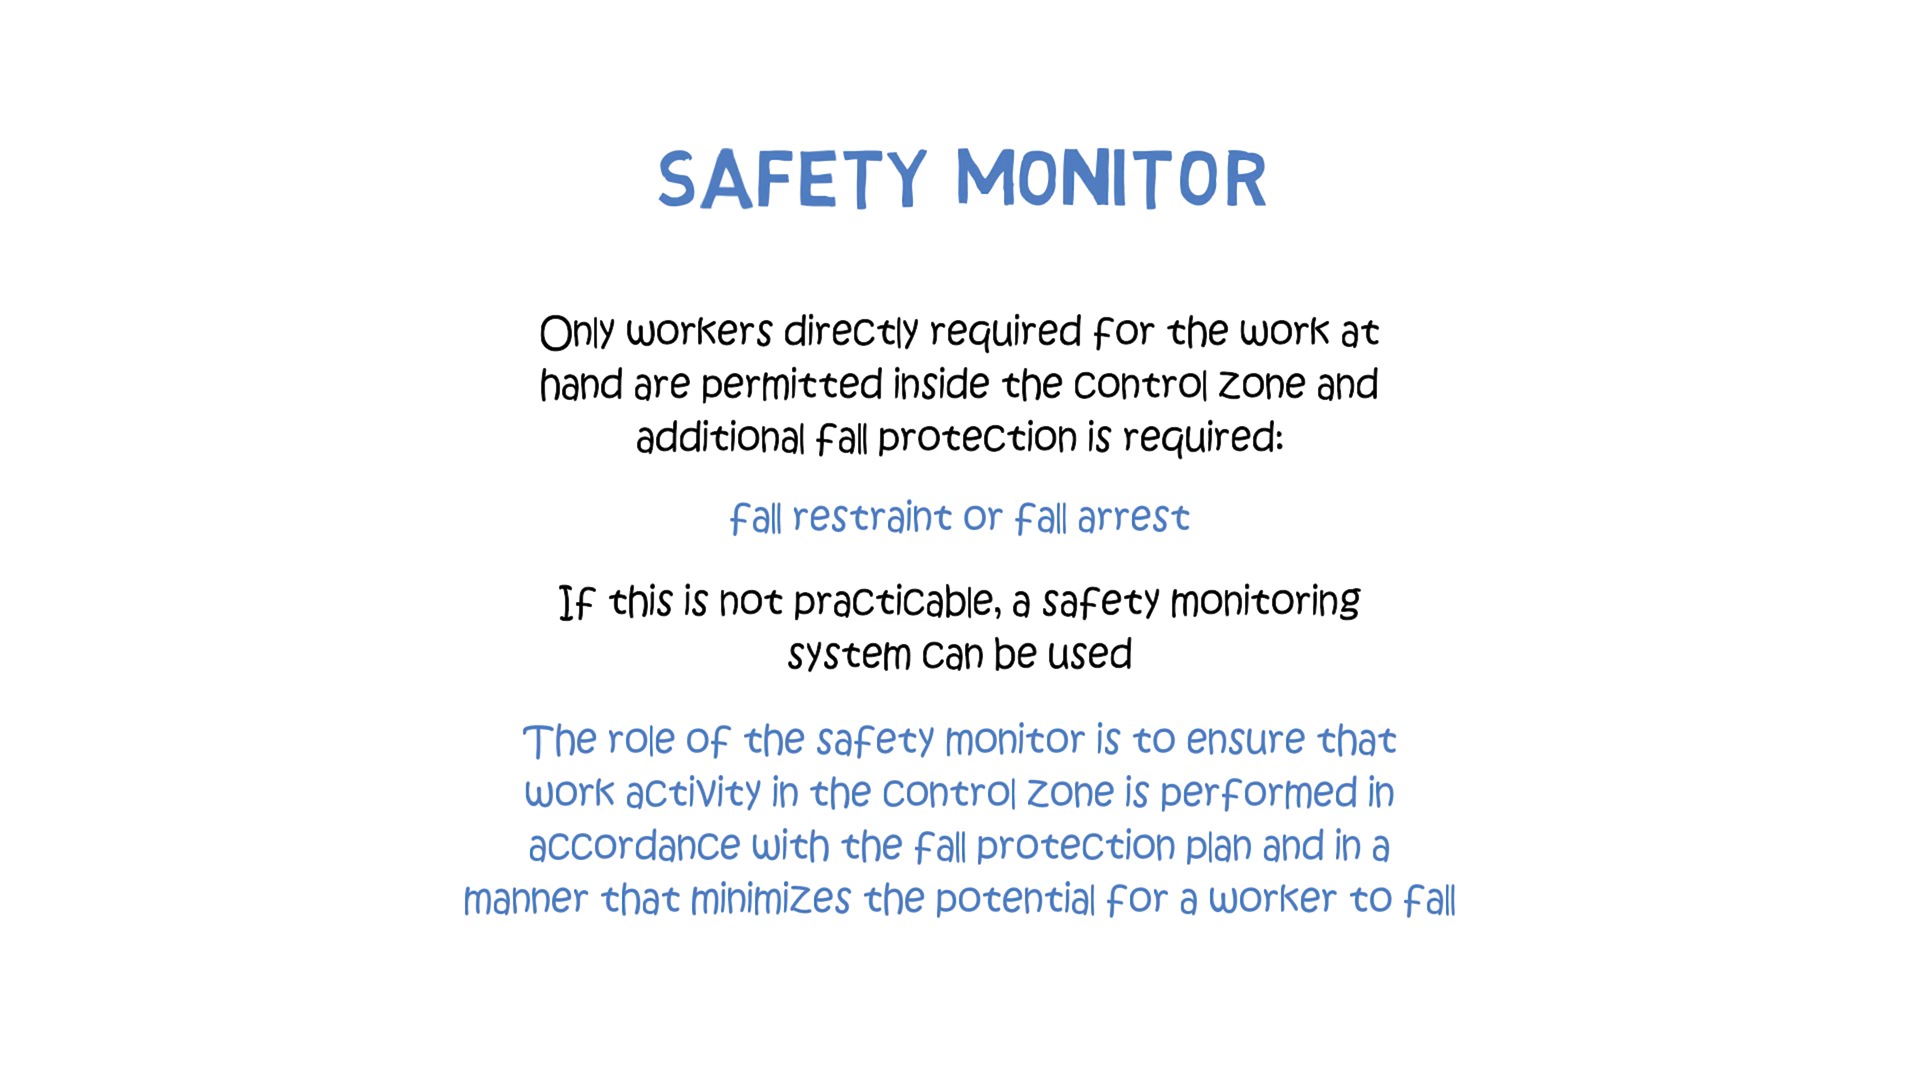 SAFETY MONITOR
Only workers directly required for the work at
hand are permitted inside the control zone and
additional fall protection is required:
fall restraint or fall arrest
If this is not practicable, a safety monitoring
system can be used
The role of the safety monitor is to ensure that
work activity in the control zone is performed in
accordance with the fall protection plan and in a
manner that minimizes the potential for a worker to fall